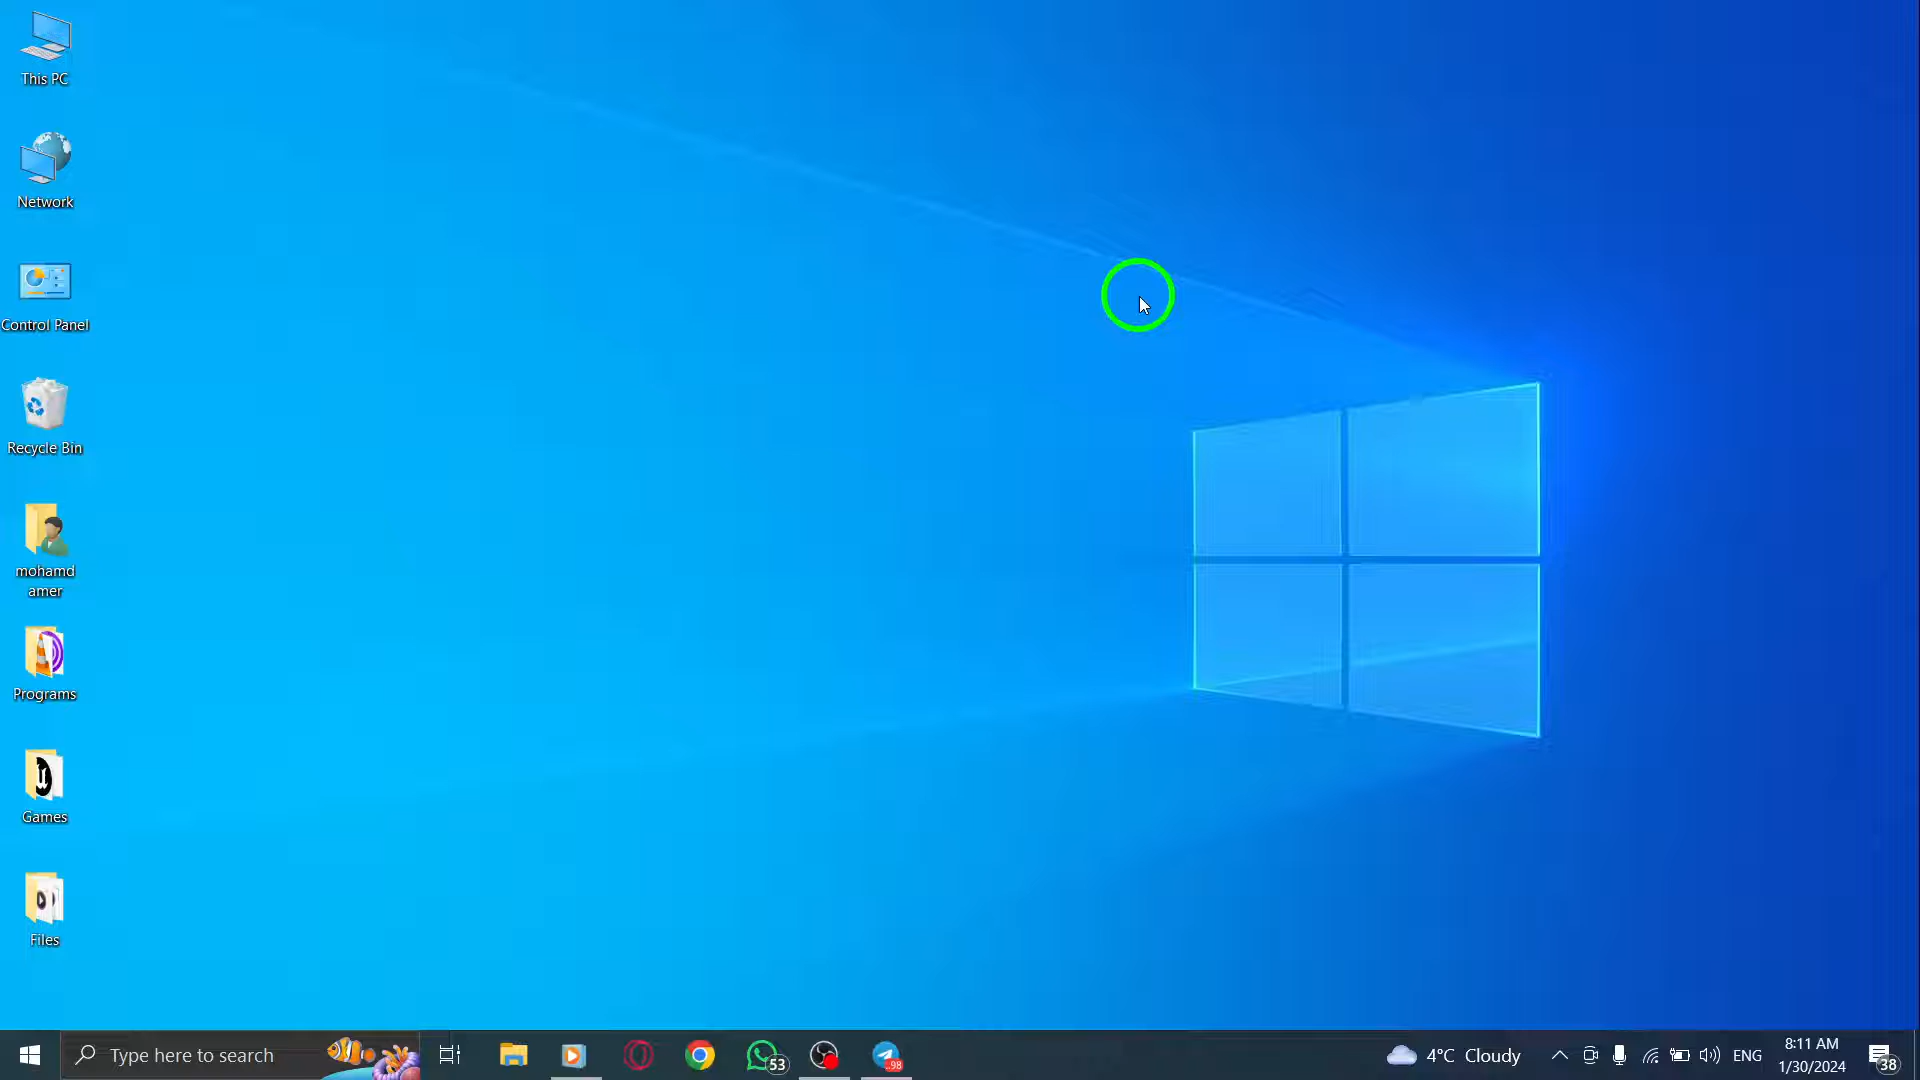 This PC
Network
Control Panel
Recycle Bin
mohamd
amer
Programs
Games
Files
Type here to search
53
.98
4°C Cloudy
ENG
8:11 AM
1/30/2024
38